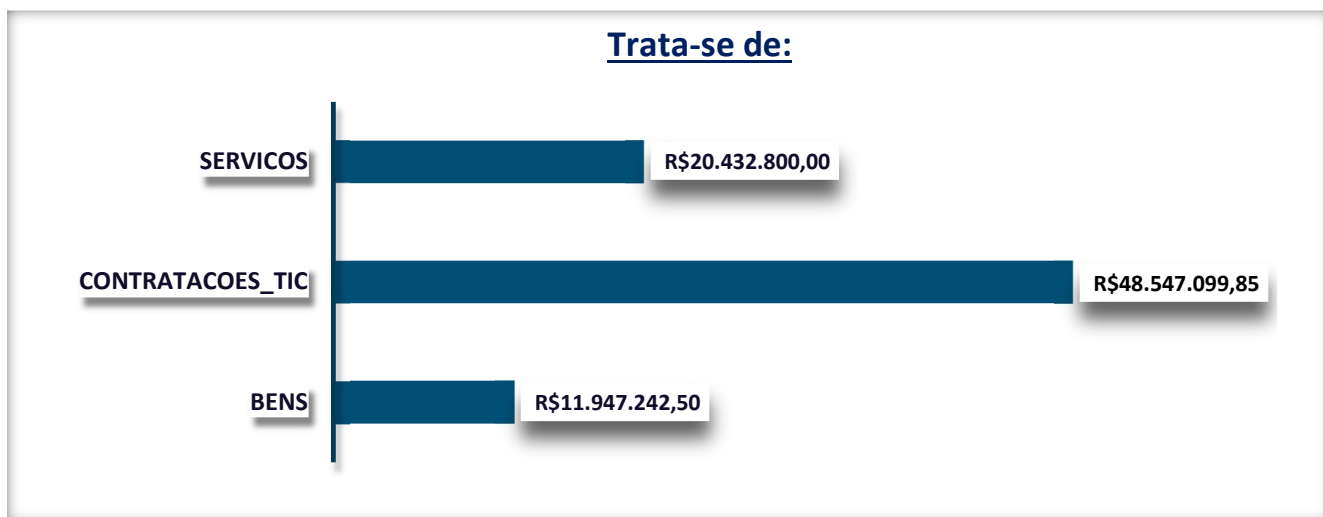 Trata-se de:
SERVICOS
R$20.432.800,00
CONTRATACOES_TIC
R$48.547.099,85
BENS
R$11.947.242,50